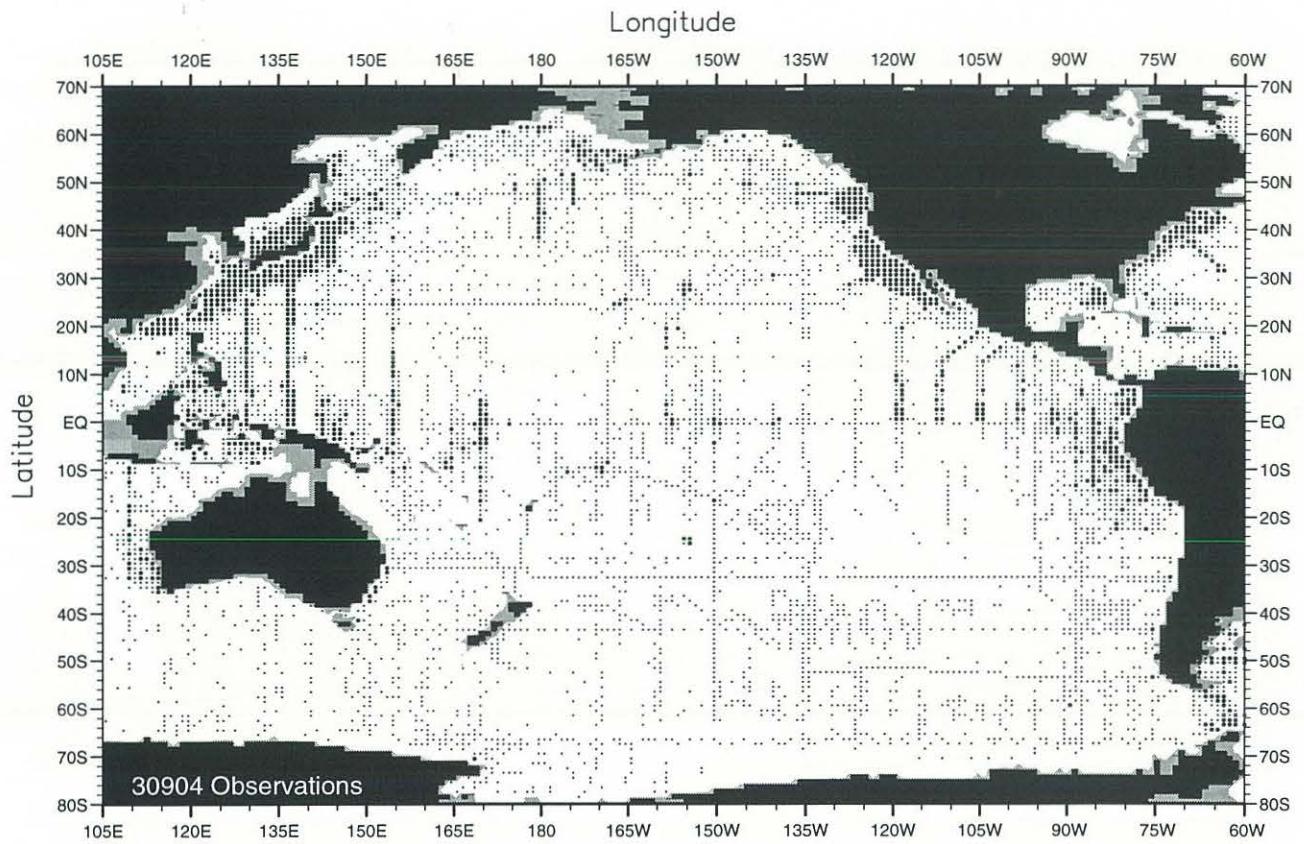 Longitude
105E 120E 135E 150E 165E 180 165W 150W 135W 120W 105W 90W 75W 60W
70N 70N
60N 60N
50N 50N
40N 40N
30N 30N
20N 20N
10N 10N
Latitude
EQ EQ
10S 10S
20S 20S
30S 30S
40S 40S
50S 50S
60S 60S
70S 70S
30904 Observations
80S 80S
105E 120E 135E 150E 165E 180 165W 150W 135W 120W 105W 90W 75W 60W